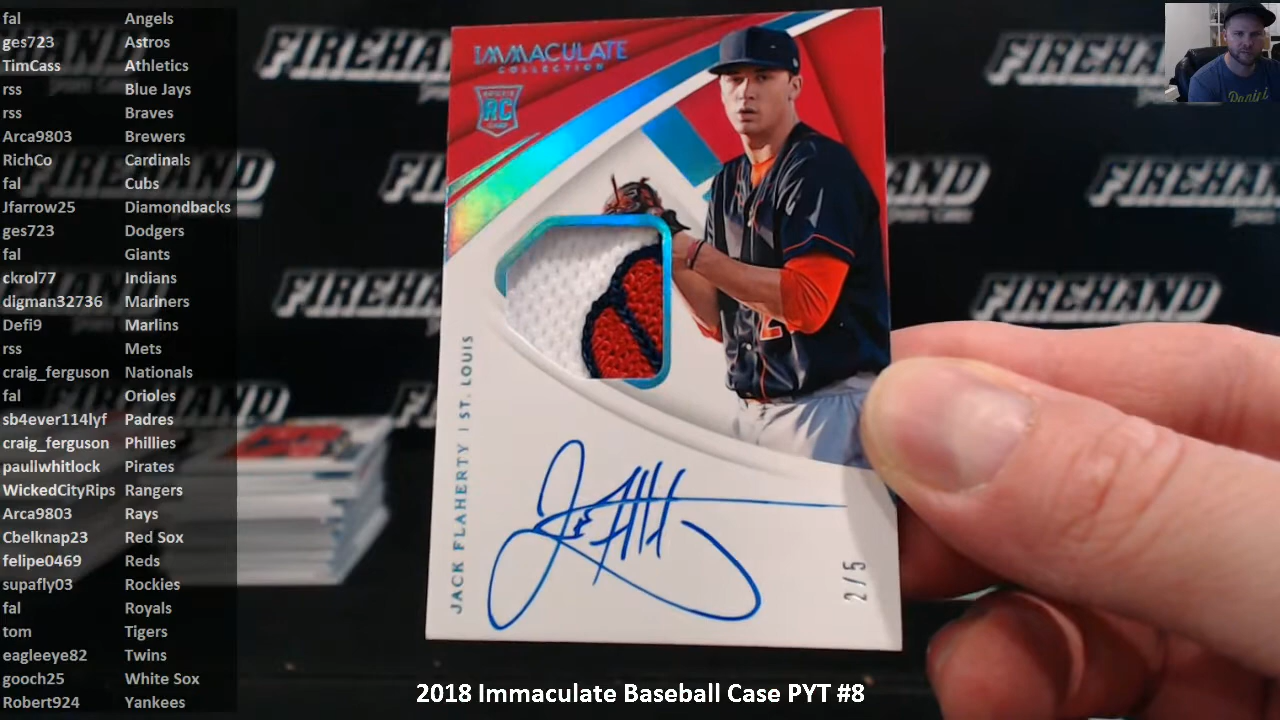 fal Angels
ges723 Astros
TimCass Athletics
rss Blue Jays
rss Braves
Arca9803 Brewers
RichCo Cardinals
fal Cubs
Jfarrow25 Diamondbacks
ges723 Dodgers
fal Giants
ckrol77 Indians
digman32736 Mariners
Defi9 Marlins
rss Mets
craig_ferguson Nationals
fal Orioles
sb4ever114lyf Padres
craig_ferguson Phillies
paullwhitlock Pirates
WickedCityRips Rangers
Arca9803 Rays
Cbelknap23 Red Sox
felipe0469 Reds
supafly03 Rockies
fal Royals
tom Tigers
eagleeye82 Twins
gooch25 White Sox
Robert924 Yankees
IMMACULATE
COLLECTION
RC
JACK FLAHERTY | ST. LOUIS
2/5
FIREHAND
FIREHAND
FIREHAND
2018 Immaculate Baseball Case PYT #8